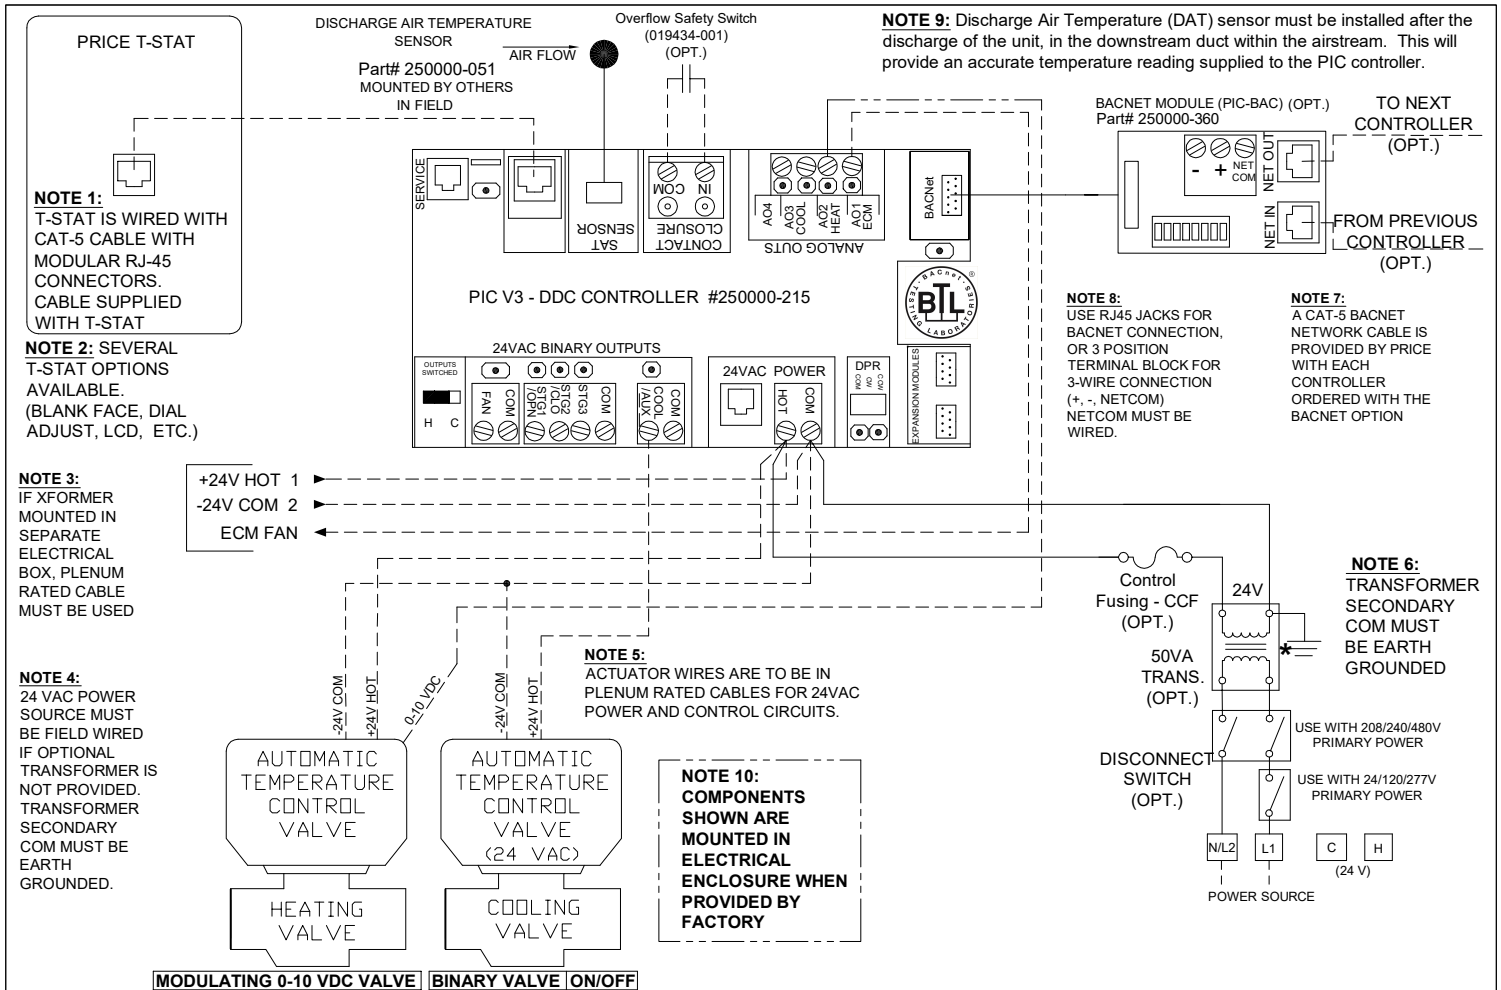 PRICE T-STAT
NOTE 1:
T-STAT IS WIRED WITH
CAT-5 CABLE WITH
MODULAR RJ-45
CONNECTORS.
CABLE SUPPLIED
WITH T-STAT
NOTE 2: SEVERAL
T-STAT OPTIONS
AVAILABLE.
(BLANK FACE, DIAL
ADJUST, LCD, ETC.)
DISCHARGE AIR TEMPERATURE
SENSOR
Part# 250000-051
MOUNTED BY OTHERS
IN FIELD
AIR FLOW
Overflow Safety Switch
(019434-001)
(OPT.)
NOTE 9: Discharge Air Temperature (DAT) sensor must be installed after the
discharge of the unit, in the downstream duct within the airstream. This will
provide an accurate temperature reading supplied to the PIC controller.
BACNET MODULE (PIC-BAC) (OPT.)
Part# 250000-360
TO NEXT
CONTROLLER
(OPT.)
- + NET
COM
NET OUT
NET IN
FROM PREVIOUS
CONTROLLER
(OPT.)
SERVICE
SAT
SENSOR
COM
IN
CONTACT
CLOSURE
AO4
AO3
COOL
AO2
HEAT
AO1
ECM
ANALOG OUTS
BACNet
PIC V3 - DDC CONTROLLER #250000-215
BACnet
TESTING LABORATORIES
BTL
®
24VAC BINARY OUTPUTS
OUTPUTS
SWITCHED
H C
FAN
COM
STG1
/OPN
STG2
/CLO
STG3
COM
COOL
/AUX
COM
24VAC POWER
HOT
COM
DPR
COM
ON
COM
EXPANSION MODULES
NOTE 8:
USE RJ45 JACKS FOR
BACNET CONNECTION,
OR 3 POSITION
TERMINAL BLOCK FOR
3-WIRE CONNECTION
(+, -, NETCOM)
NETCOM MUST BE
WIRED.
NOTE 7:
A CAT-5 BACNET
NETWORK CABLE IS
PROVIDED BY PRICE
WITH EACH
CONTROLLER
ORDERED WITH THE
BACNET OPTION
NOTE 3:
IF XFORMER
MOUNTED IN
SEPARATE
ELECTRICAL
BOX, PLENUM
RATED CABLE
MUST BE USED
+24V HOT 1
-24V COM 2
ECM FAN
NOTE 4:
24 VAC POWER
SOURCE MUST
BE FIELD WIRED
IF OPTIONAL
TRANSFORMER IS
NOT PROVIDED.
TRANSFORMER
SECONDARY
COM MUST BE
EARTH
GROUNDED.
-24V COM
+24V HOT
0-10 VDC
-24V COM
+24V HOT
NOTE 5:
ACTUATOR WIRES ARE TO BE IN
PLENUM RATED CABLES FOR 24VAC
POWER AND CONTROL CIRCUITS.
AUTOMATIC
TEMPERATURE
CONTROL
VALVE
HEATING
VALVE
MODULATING 0-10 VDC VALVE
AUTOMATIC
TEMPERATURE
CONTROL
VALVE
(24 VAC)
COOLING
VALVE
BINARY VALVE ON/OFF
NOTE 10:
COMPONENTS
SHOWN ARE
MOUNTED IN
ELECTRICAL
ENCLOSURE WHEN
PROVIDED BY
FACTORY
Control
Fusing - CCF
(OPT.)
24V
50VA
TRANS.
(OPT.)
*
NOTE 6:
TRANSFORMER
SECONDARY
COM MUST
BE EARTH
GROUNDED
DISCONNECT
SWITCH
(OPT.)
USE WITH 208/240/480V
PRIMARY POWER
USE WITH 24/120/277V
PRIMARY POWER
N/L2
L1
C
H
(24 V)
POWER SOURCE